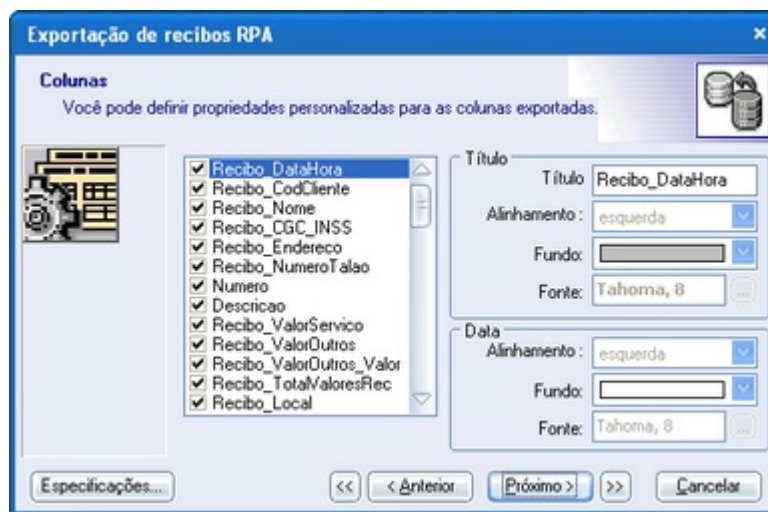 Exportação de recibos RPA
Colunas
Você pode definir propriedades personalizadas para as colunas exportadas.
Recibo_DataHora
Recibo_CodCliente
Recibo_Nome
Recibo_CGC_INSS
Recibo_Endereco
Recibo_NumeroTalao
Numero
Descricao
Recibo_ValorServico
Recibo_ValorOutros
Recibo_ValorOutros_Valor
Recibo_TotalValoresRec
Recibo_Local
Título
Título Recibo_DataHora
Alinhamento : esquerda
Fundo:
Fonte: Tahoma, 8 ...
Data
Alinhamento : esquerda
Fundo:
Fonte: Tahoma, 8 ...
Especificações... << < Anterior Próximo > >> Cancelar